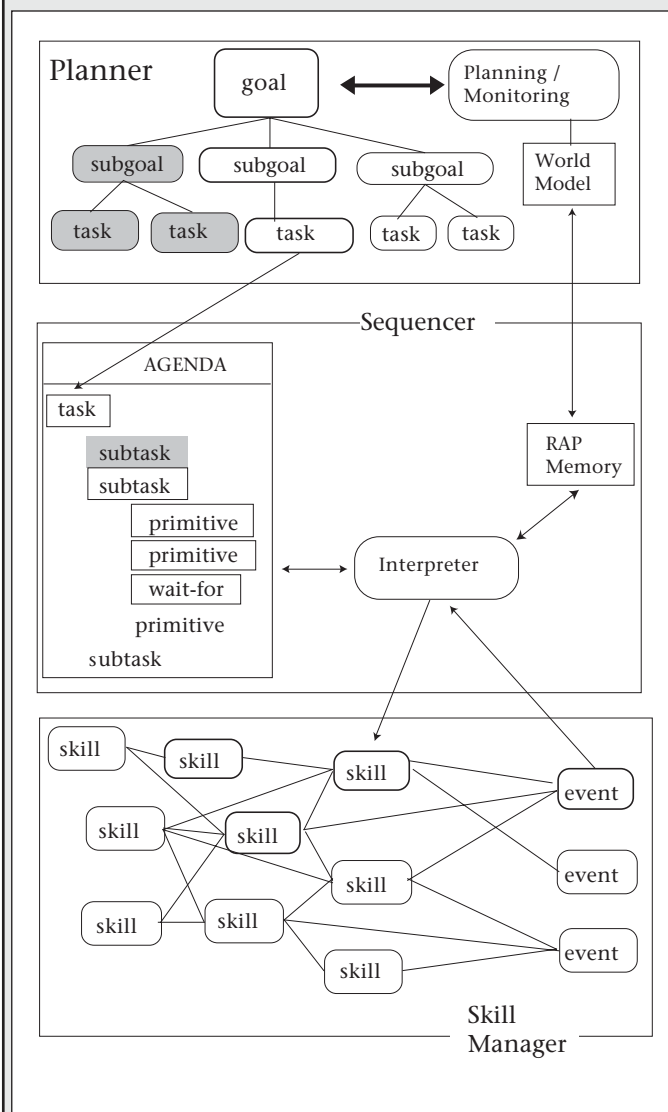 Planner
goal
Planning /
Monitoring
subgoal
subgoal
subgoal
World
Model
task
task
task
task
task
Sequencer
AGENDA
task
subtask
subtask
primitive
primitive
wait-for
primitive
subtask
RAP
Memory
Interpreter
skill
skill
skill
event
skill
skill
skill
event
skill
skill
skill
event
Skill
Manager